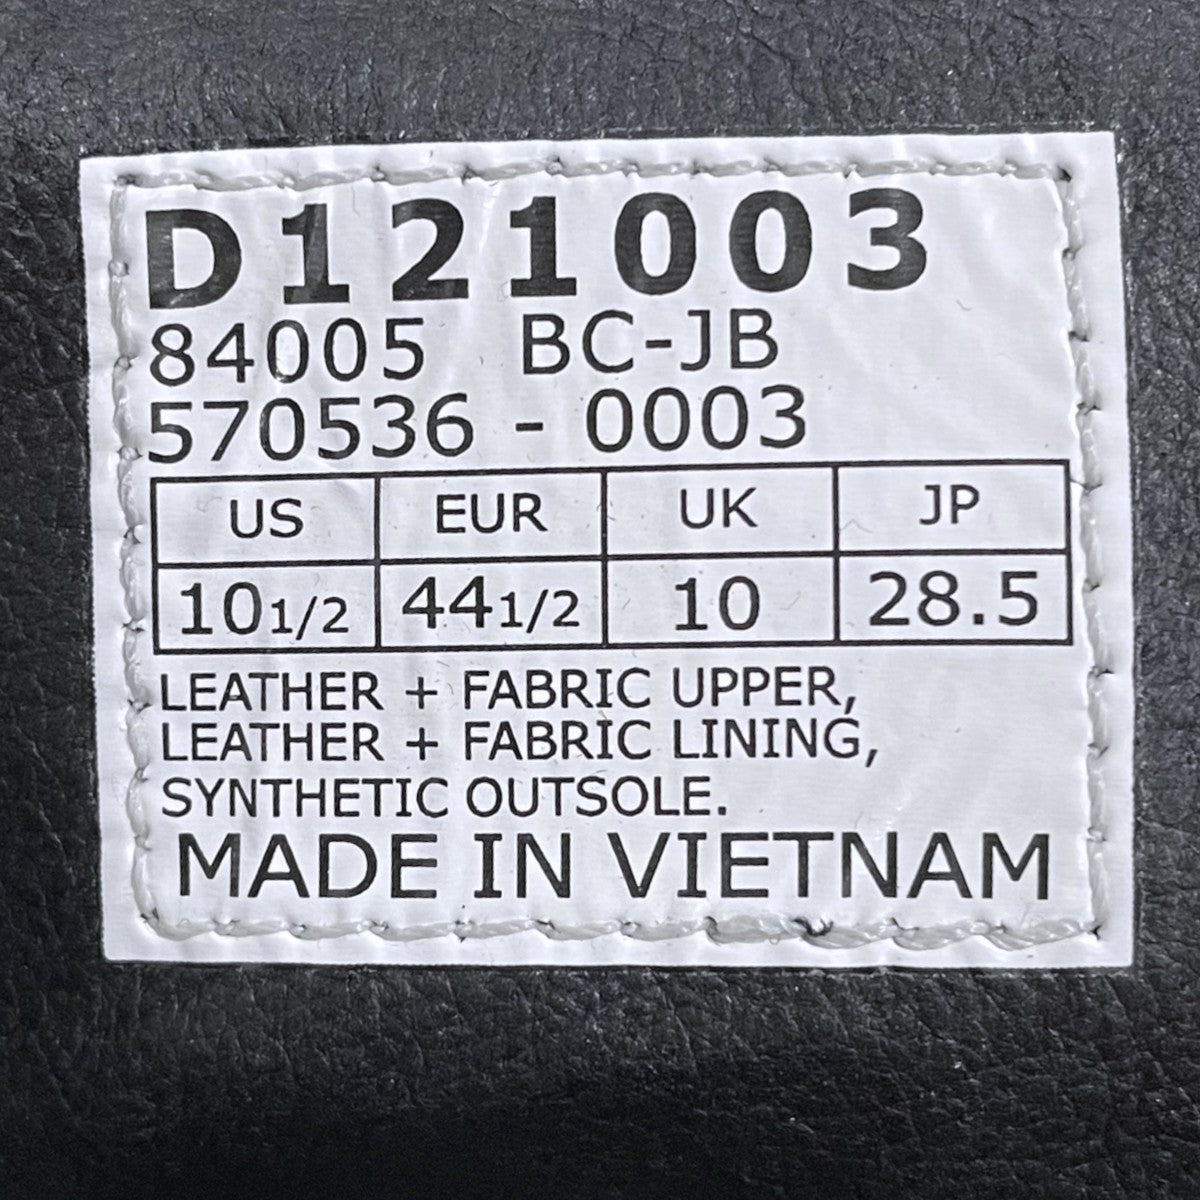 D121003
84005 BC-JB
570536 - 0003
US EUR UK JP
10 1/2 44 1/2 10 28.5
LEATHER + FABRIC UPPER,
LEATHER + FABRIC LINING,
SYNTHETIC OUTSOLE.
MADE IN VIETNAM